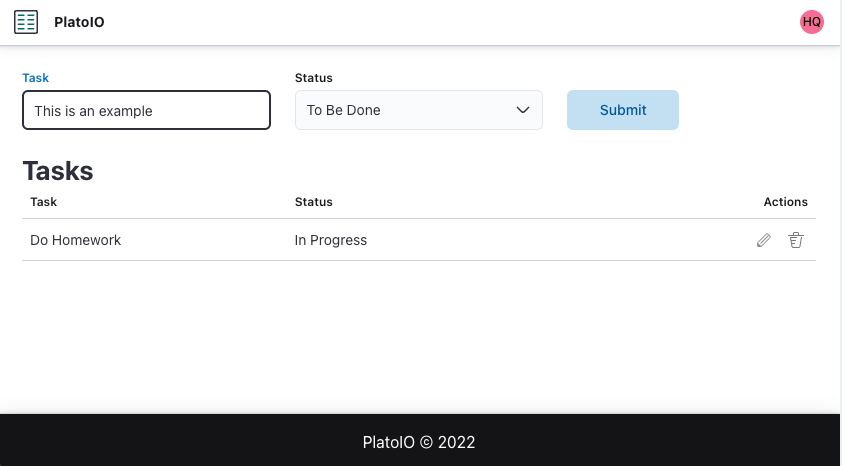 PlatoIO
HQ
Task Status
This is an example To Be Done Submit
Tasks
Task Status Actions
Do Homework In Progress
PlatoIO © 2022